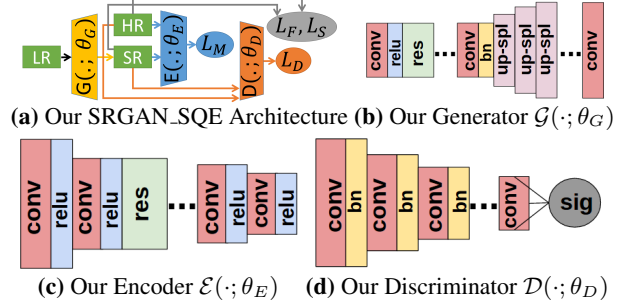 HR
L_F, L_S
LR
G(.; θ_G)
SR
E(.; θ_E)
L_M
D(.; θ_D)
L_D
conv relu res ... conv bn up-spl up-spl up-spl ... conv
(a) Our SRGAN_SQE Architecture (b) Our Generator G(·; θ_G)
conv relu conv relu res ... conv relu conv relu
conv bn conv bn conv bn ... conv sig
(c) Our Encoder E(·; θ_E) (d) Our Discriminator D(·; θ_D)